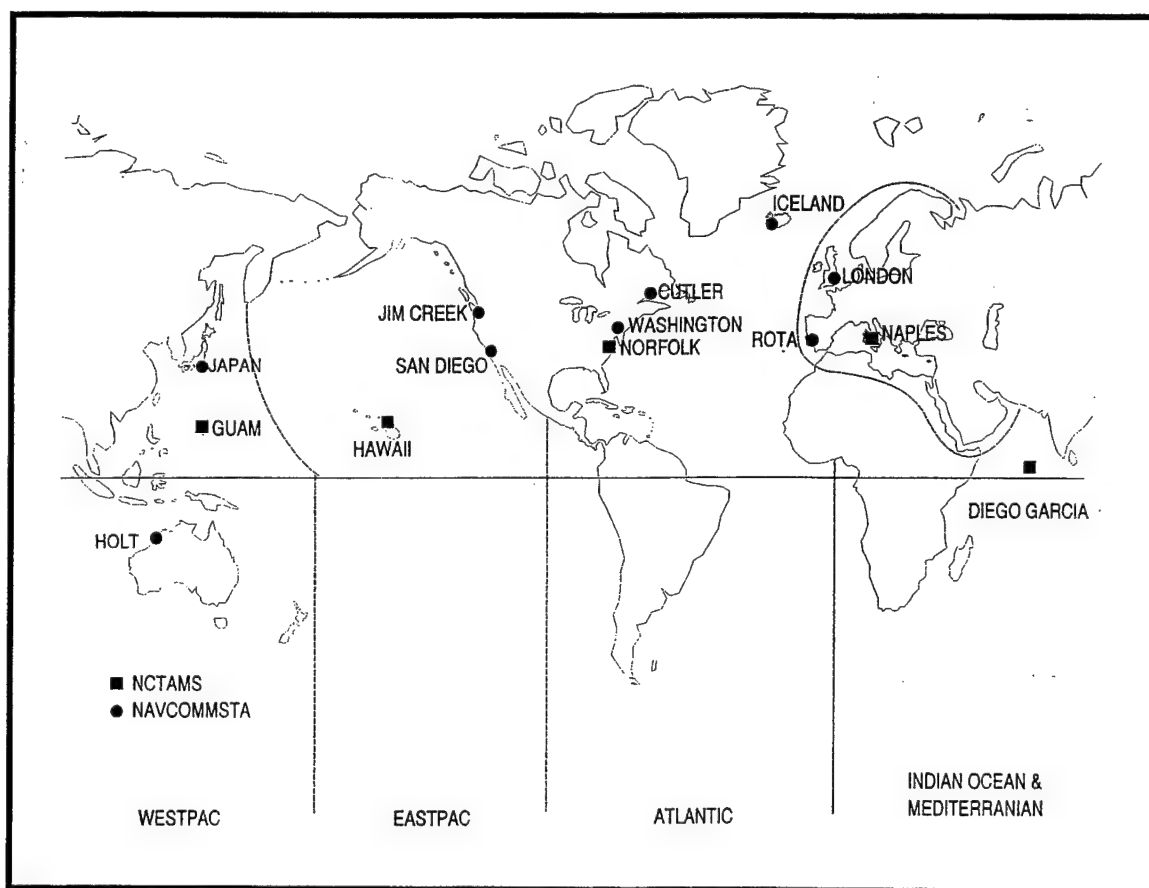 ICELAND
LONDON
CUTLER
JIM CREEK
WASHINGTON
ROTA
NAPLES
NORFOLK
SAN DIEGO
JAPAN
GUAM
HAWAII
DIEGO GARCIA
HOLT
NCTAMS
NAVCOMMSTA
INDIAN OCEAN &
MEDITERRANIAN
WESTPAC
EASTPAC
ATLANTIC